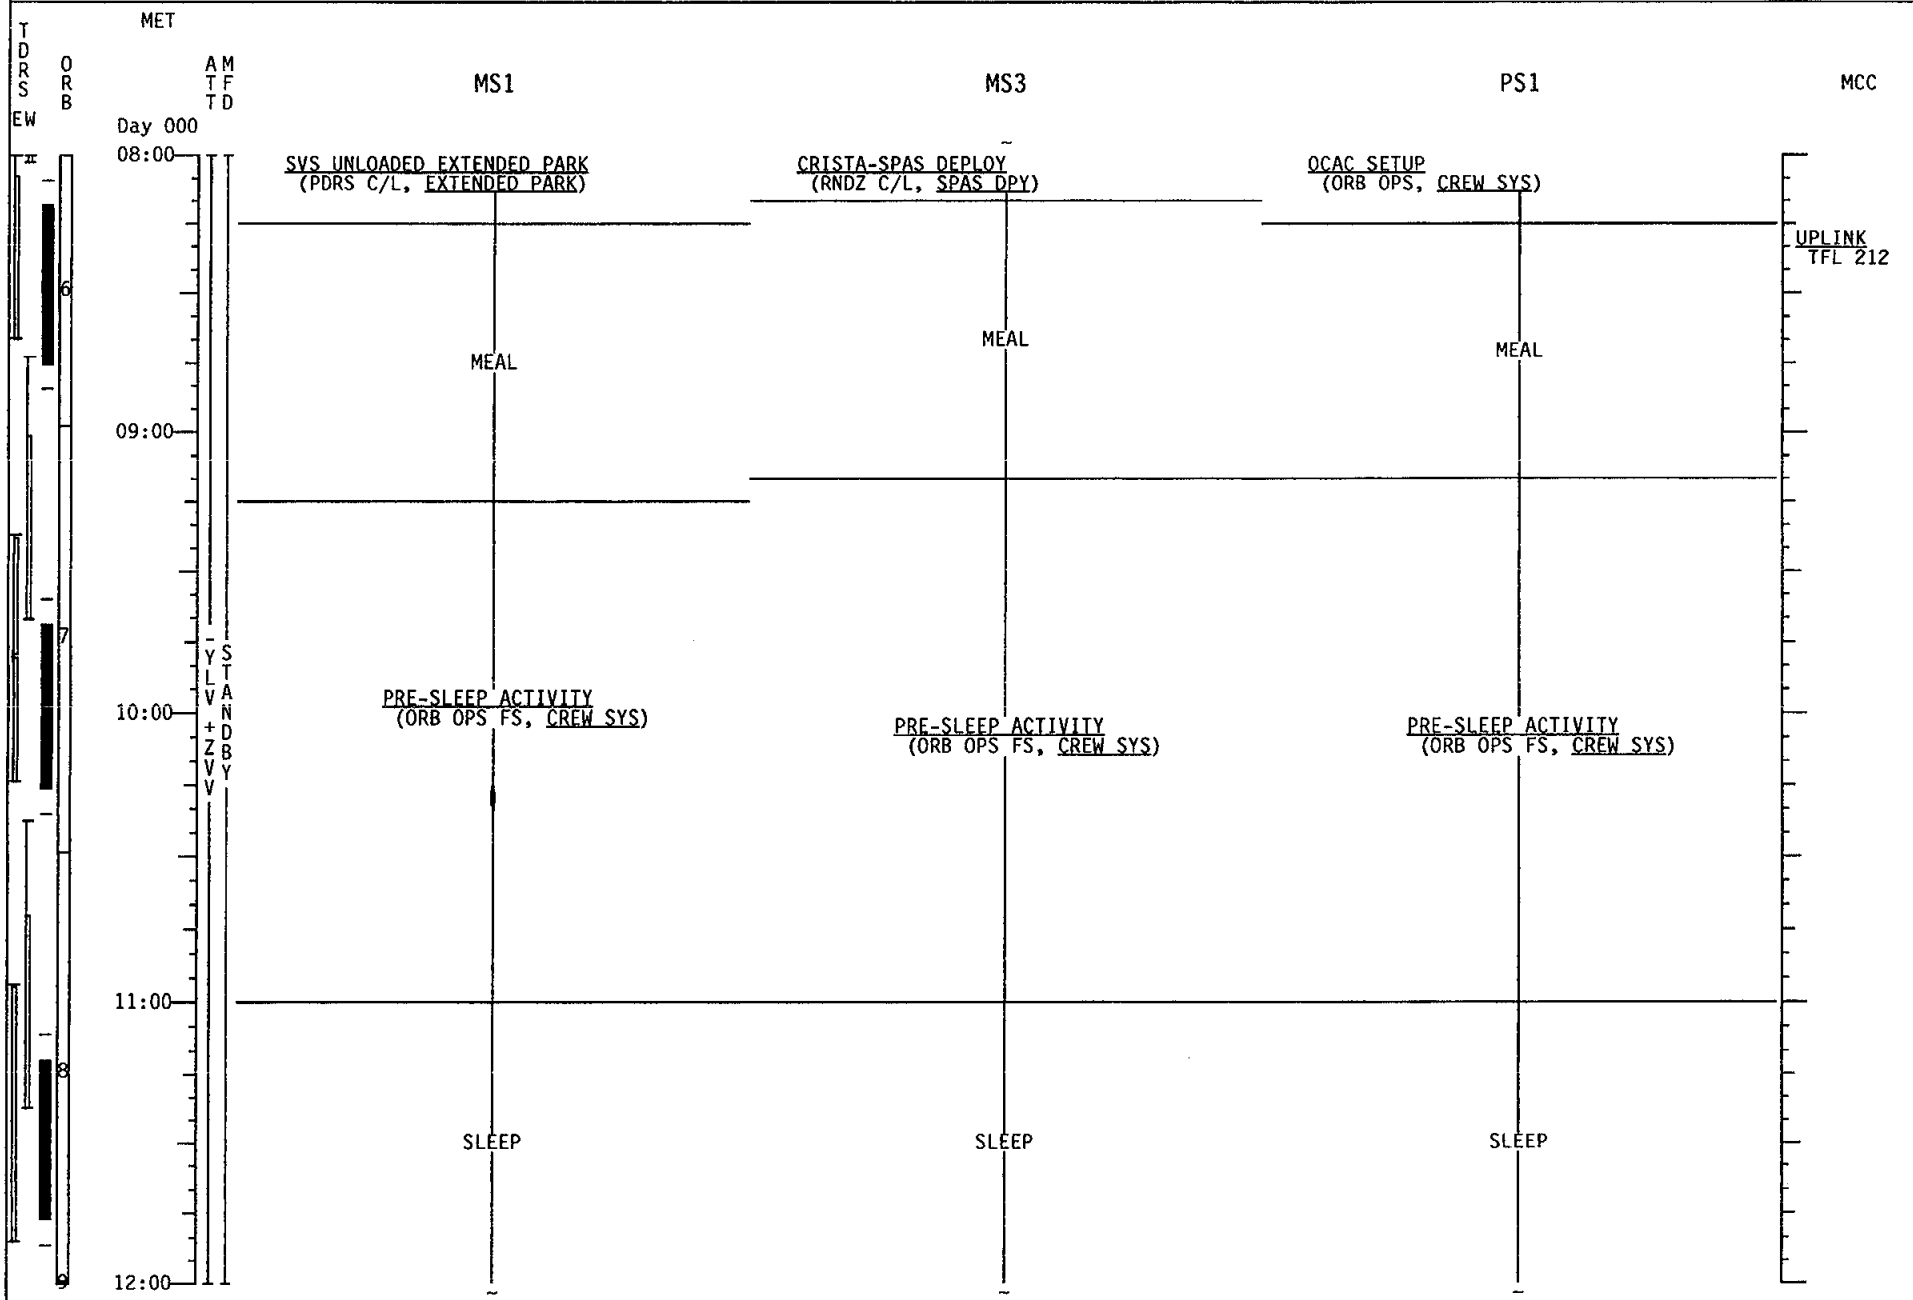 MET
TDRS
EW
ORB
ATT
MFD
MS1
MS3
PS1
MCC
Day 000
08:00
SVS UNLOADED EXTENDED PARK
(PDRS C/L, EXTENDED PARK)
CRISTA-SPAS DEPLOY
(RNDZ C/L, SPAS DPY)
OCAC SETUP
(ORB OPS, CREW SYS)
UPLINK
TFL 212
6
MEAL
MEAL
MEAL
09:00
7
-YLV +ZVV
STANDBY
PRE-SLEEP ACTIVITY
(ORB OPS FS, CREW SYS)
10:00
PRE-SLEEP ACTIVITY
(ORB OPS FS, CREW SYS)
PRE-SLEEP ACTIVITY
(ORB OPS FS, CREW SYS)
11:00
8
SLEEP
SLEEP
SLEEP
12:00
9